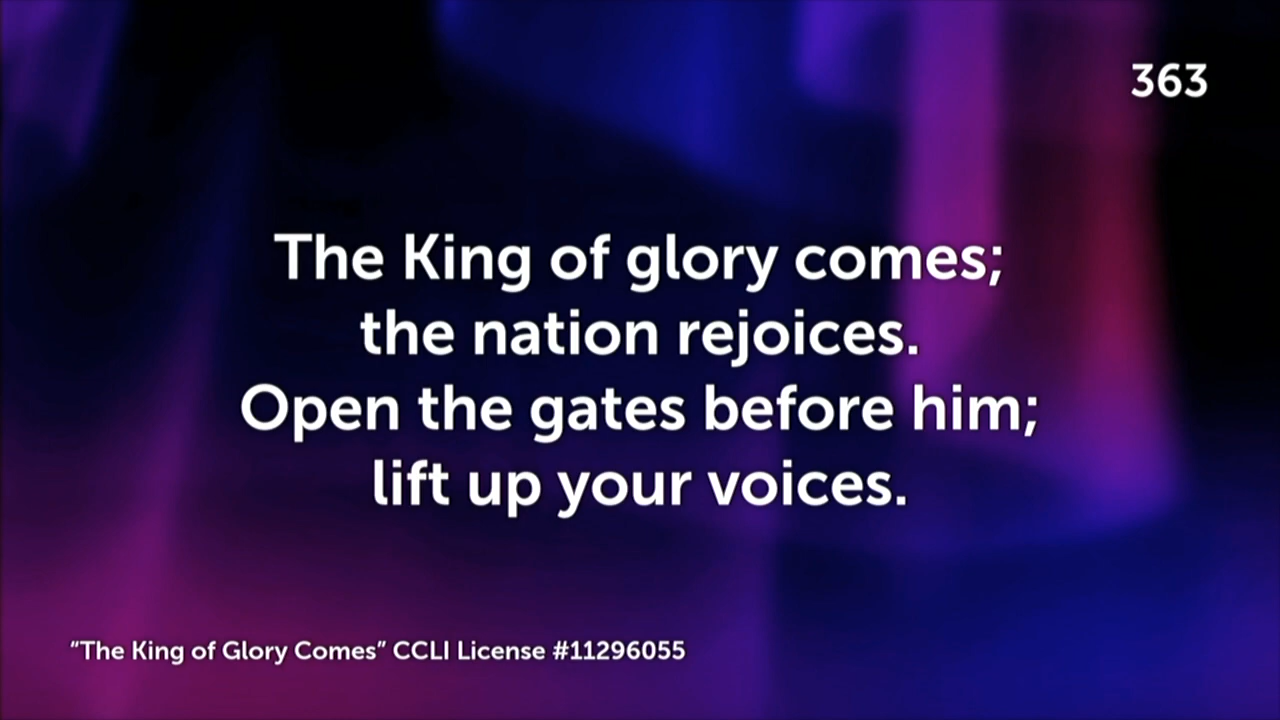 363
The King of glory comes;
the nation rejoices.
Open the gates before him;
lift up your voices.
“The King of Glory Comes” CCLI License #11296055